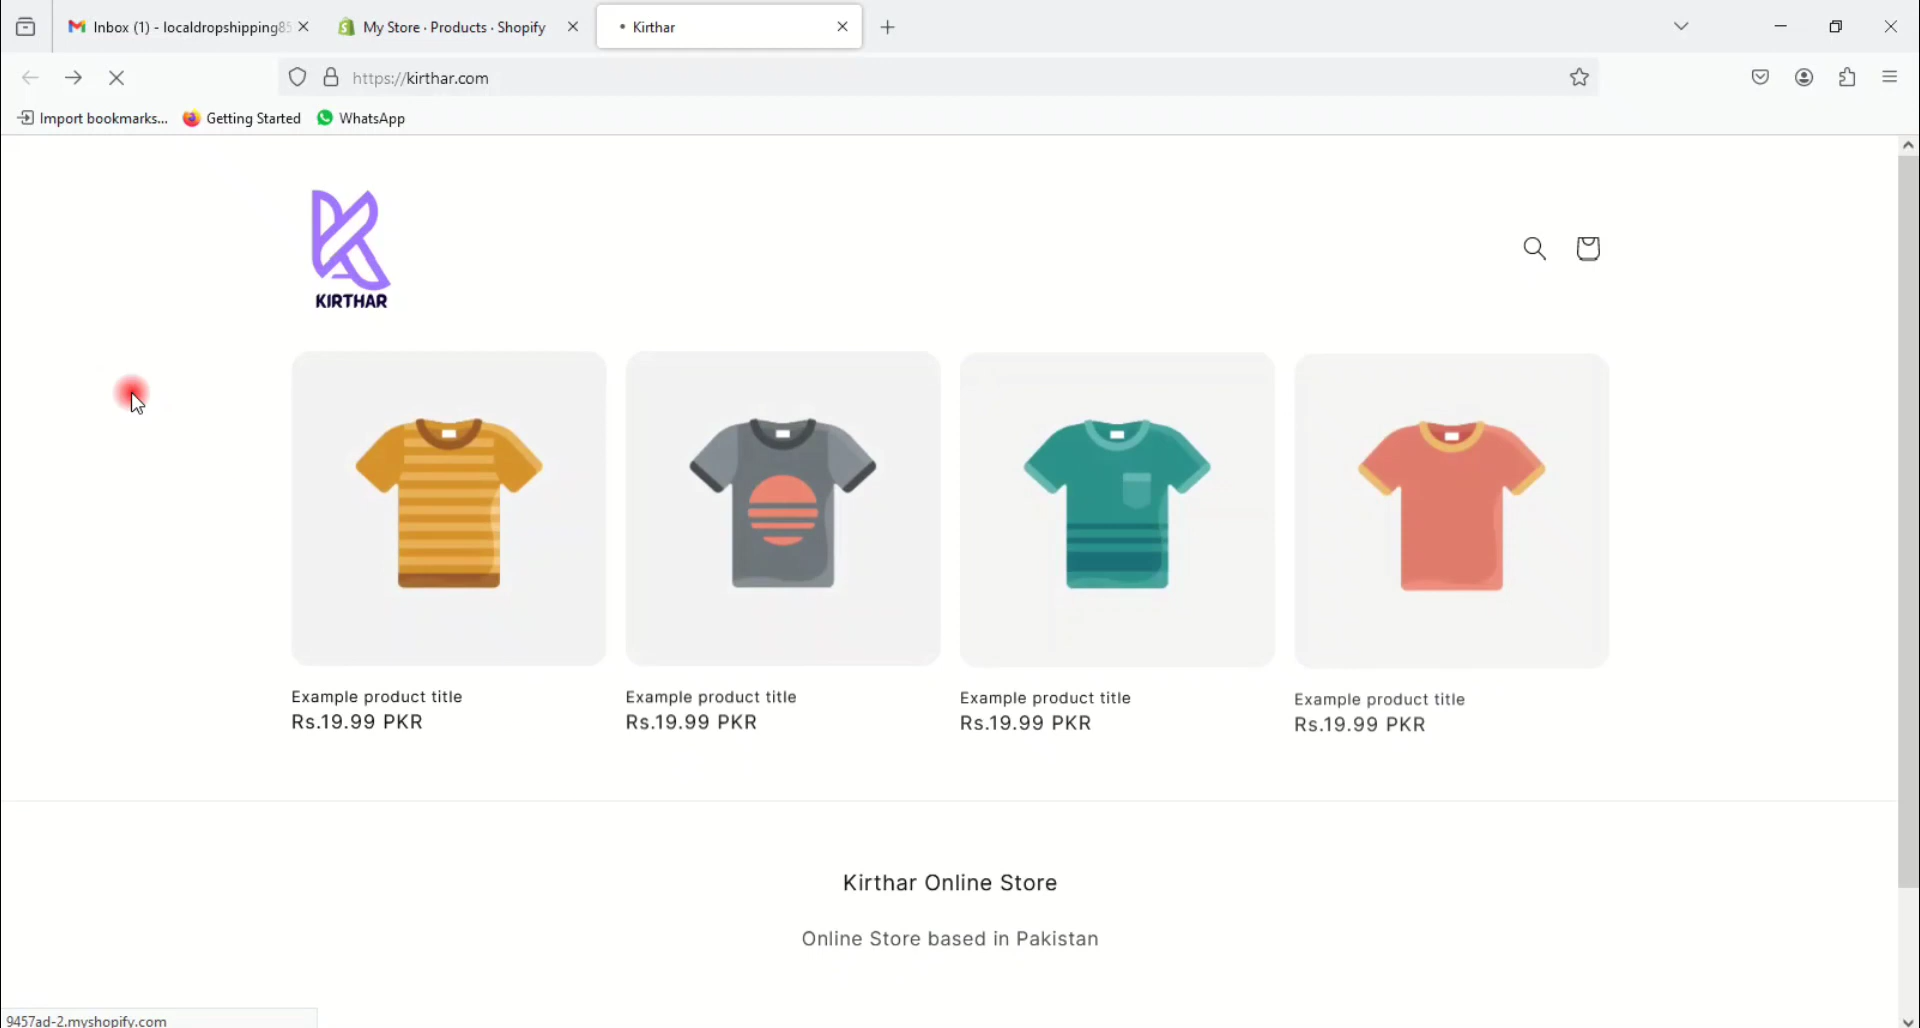 Inbox (1) - localdropshipping85
My Store · Products · Shopify
Kirthar
https://kirthar.com
Import bookmarks...
Getting Started
WhatsApp
KIRTHAR
Example product title
Rs.19.99 PKR
Example product title
Rs.19.99 PKR
Example product title
Rs.19.99 PKR
Example product title
Rs.19.99 PKR
Kirthar Online Store
Online Store based in Pakistan
9457ad-2.myshopify.com